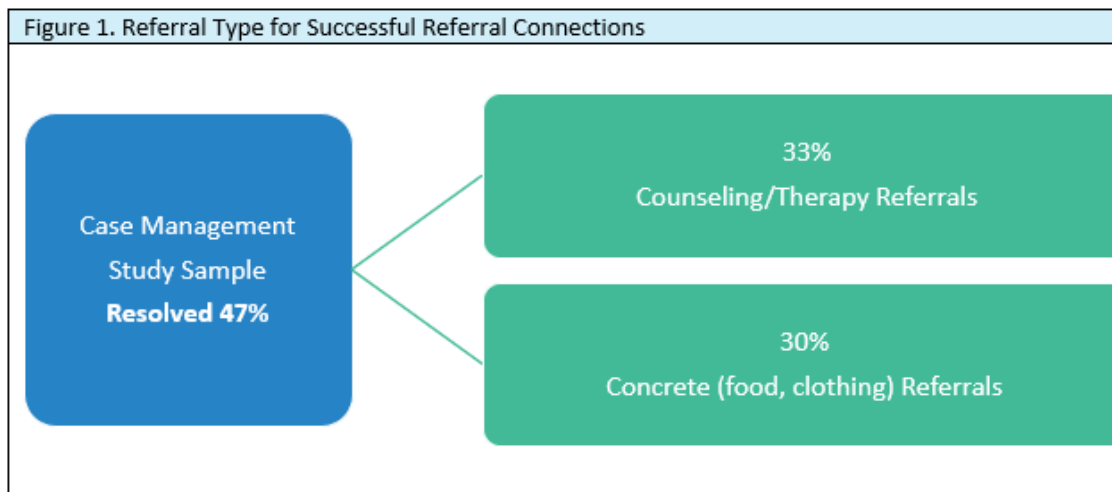 Figure 1. Referral Type for Successful Referral Connections
Case Management
Study Sample
Resolved 47%
33%
Counseling/Therapy Referrals
30%
Concrete (food, clothing) Referrals